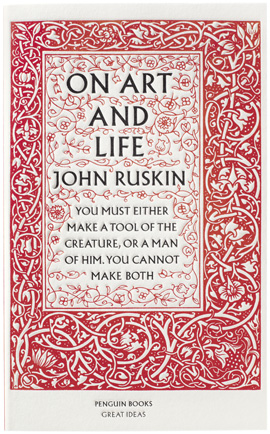 ON ART
AND
LIFE
JOHN RUSKIN
YOU MUST EITHER
MAKE A TOOL OF THE
CREATURE, OR A MAN
OF HIM. YOU CANNOT
MAKE BOTH
PENGUIN BOOKS
GREAT IDEAS